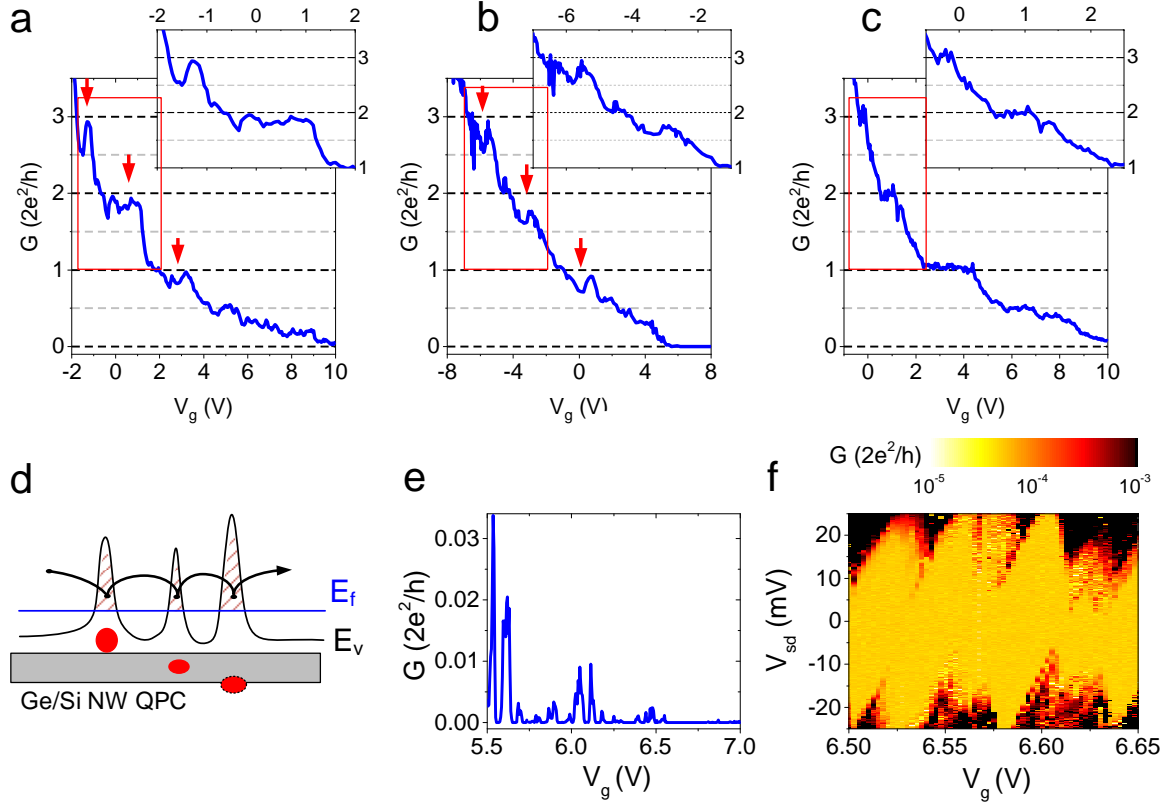 a
-2 -1 0 1 2
3
2
1
G (2e²/h)
3
2
1
0
-2 0 2 4 6 8 10
V_g (V)
b
-6 -4 -2
3
2
1
G (2e²/h)
3
2
1
0
-8 -4 0 4 8
V_g (V)
c
0 1 2
3
2
1
G (2e²/h)
3
2
1
0
0 2 4 6 8 10
V_g (V)
d
E_f
E_v
Ge/Si NW QPC
e
G (2e²/h)
0.03
0.02
0.01
0.00
5.5 6.0 6.5 7.0
V_g (V)
G (2e²/h)
10⁻⁵ 10⁻⁴ 10⁻³
f
V_sd (mV)
20
10
0
-10
-20
6.50 6.55 6.60 6.65
V_g (V)